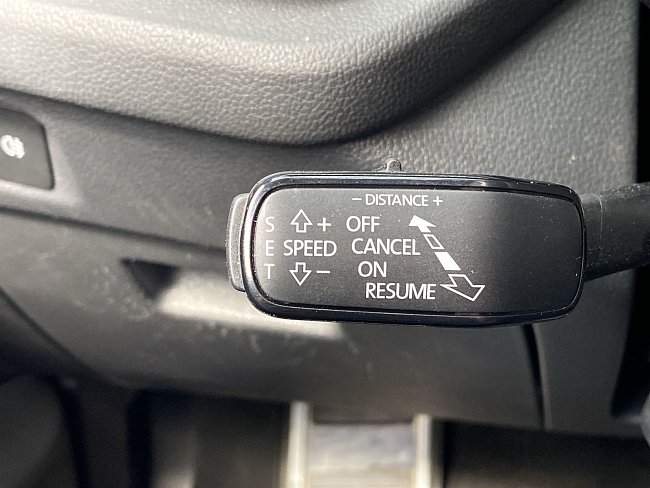 − DISTANCE +
S + OFF
E SPEED CANCEL
T − ON
RESUME